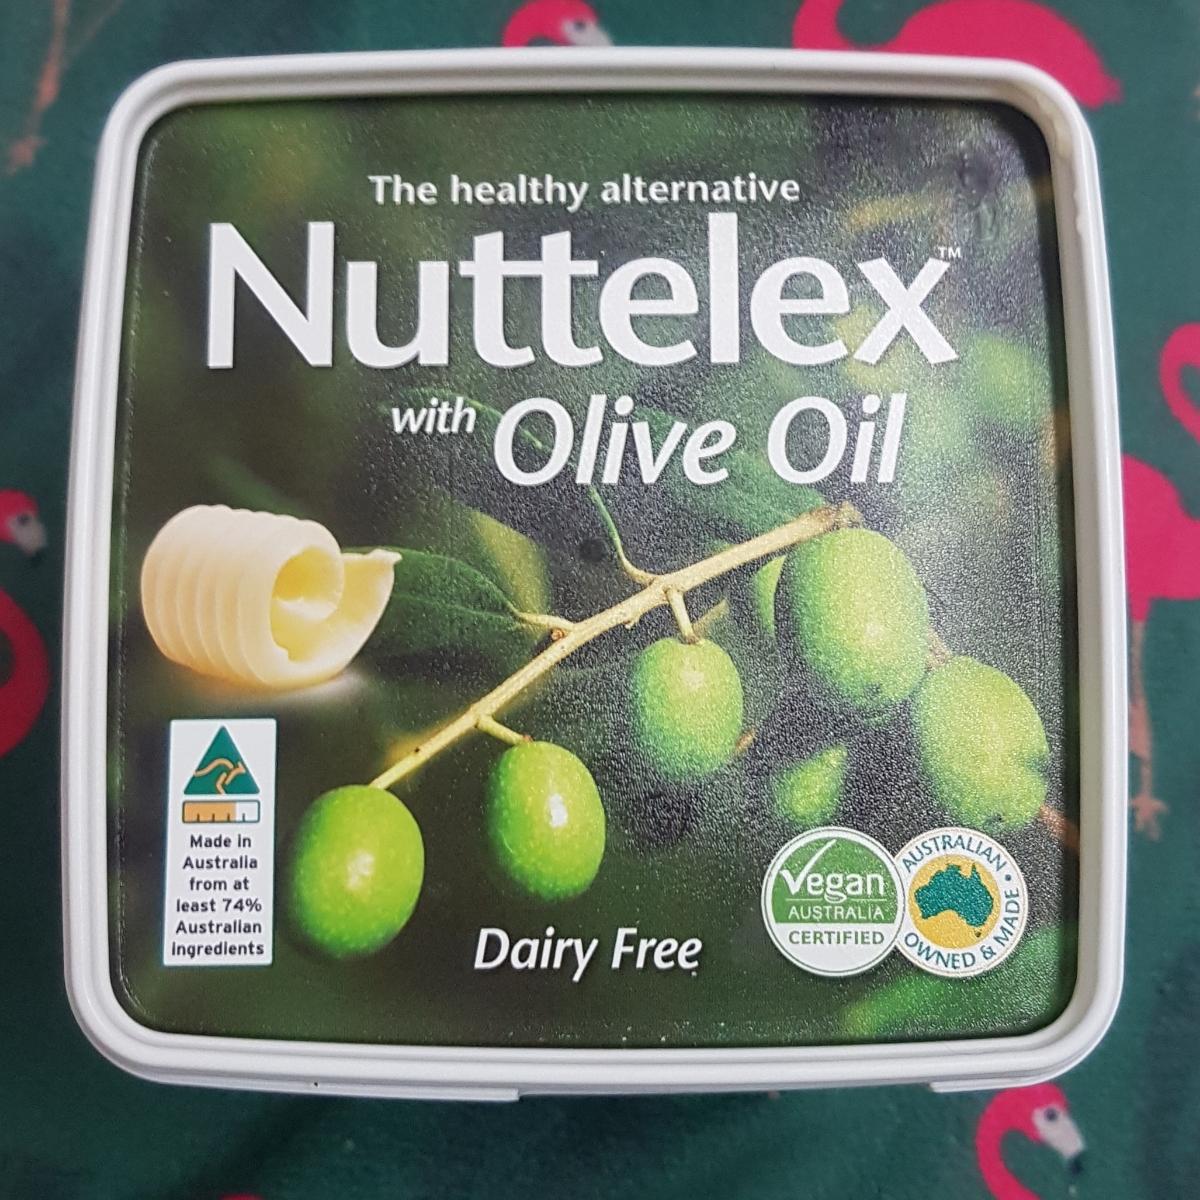 The healthy alternative
Nuttelex™
with Olive Oil
Made in
Australia
from at
least 74%
Australian
ingredients
Dairy Free
Vegan
AUSTRALIA
CERTIFIED
AUSTRALIAN •
OWNED & MADE •